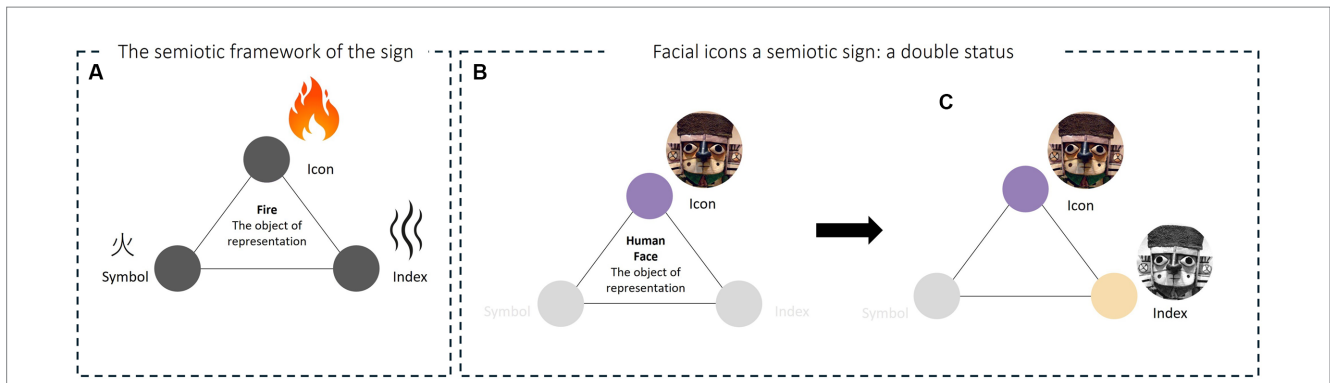 The semiotic framework of the sign
Facial icons a semiotic sign: a double status
A
Icon
Fire
The object of
representation
火
Symbol
Index
B
Icon
Human
Face
The object of
representation
Symbol
Index
C
Icon
Symbol
Index